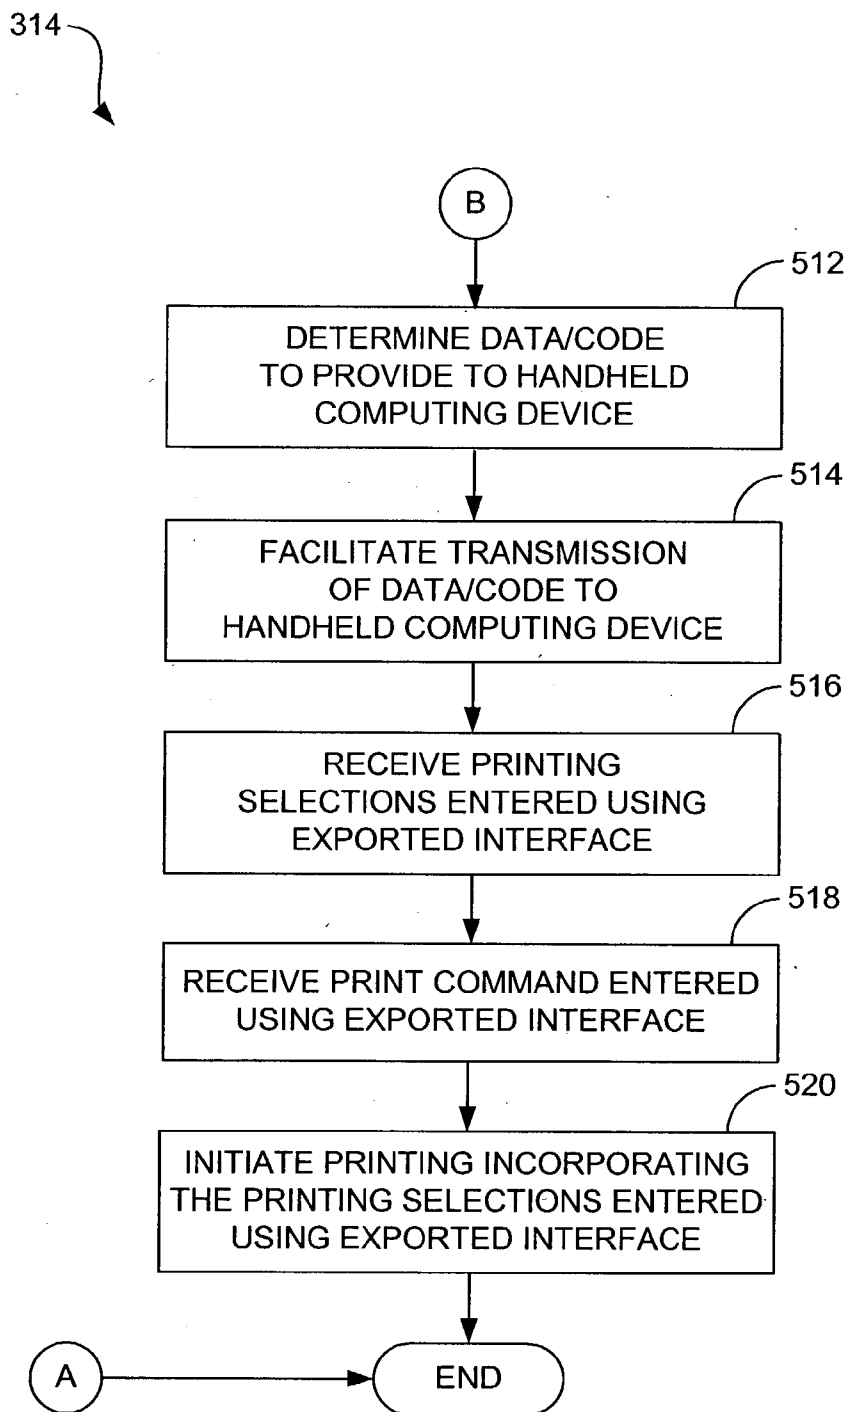 314
B
512
DETERMINE DATA/CODE
TO PROVIDE TO HANDHELD
COMPUTING DEVICE
514
FACILITATE TRANSMISSION
OF DATA/CODE TO
HANDHELD COMPUTING DEVICE
516
RECEIVE PRINTING
SELECTIONS ENTERED USING
EXPORTED INTERFACE
518
RECEIVE PRINT COMMAND ENTERED
USING EXPORTED INTERFACE
520
INITIATE PRINTING INCORPORATING
THE PRINTING SELECTIONS ENTERED
USING EXPORTED INTERFACE
A
END